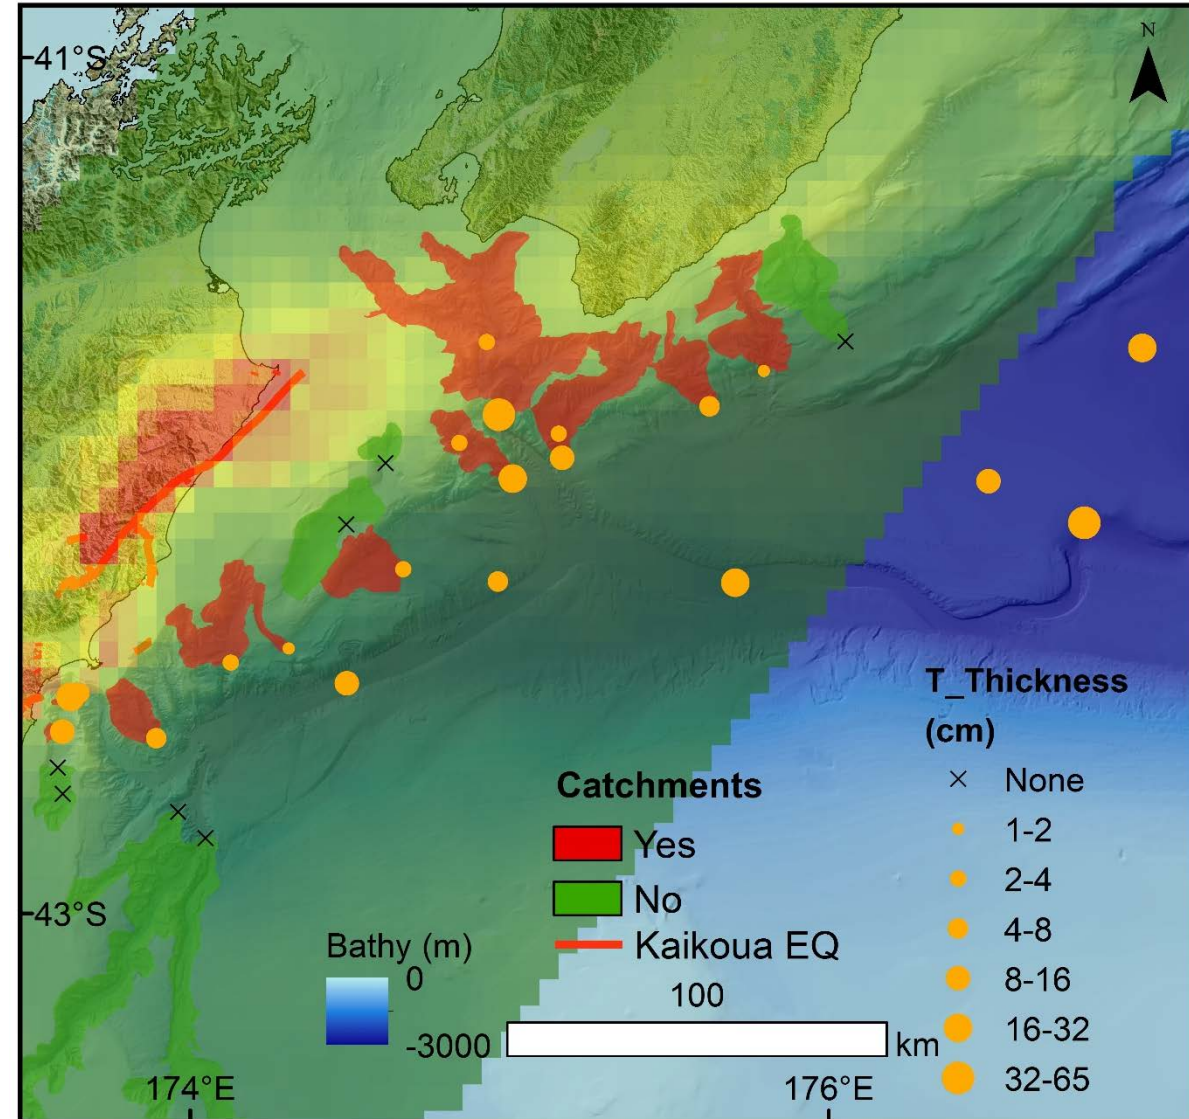 N
41°S
T_Thickness
(cm)
None
1-2
2-4
4-8
8-16
16-32
32-65
Catchments
Yes
No
Kaikoua EQ
43°S
Bathy (m)
0
-3000
100
km
174°E
176°E